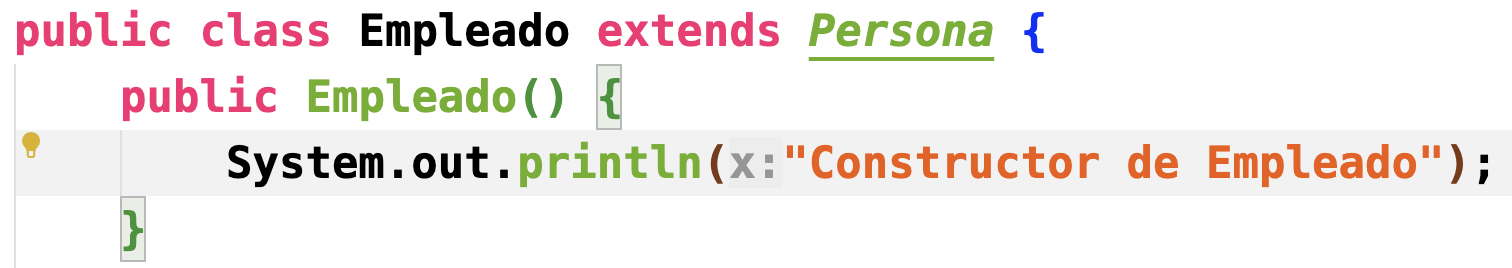 public class Empleado extends Persona {
public Empleado() {
System.out.println(x:"Constructor de Empleado");
}